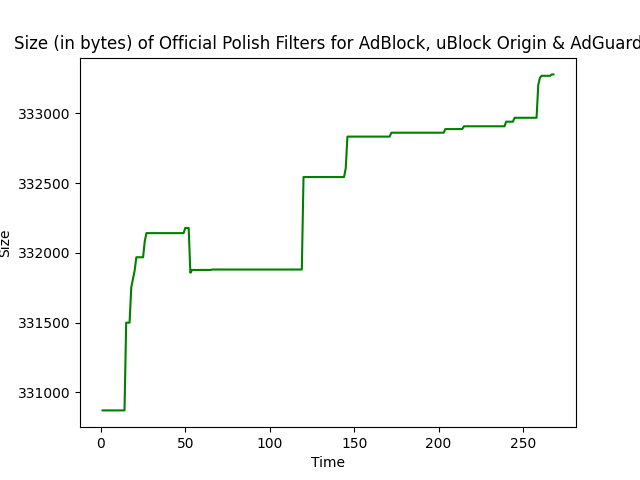 Size (in bytes) of Official Polish Filters for AdBlock, uBlock Origin & AdGuard
333000
332500
332000
331500
331000
Size
0 50 100 150 200 250
Time